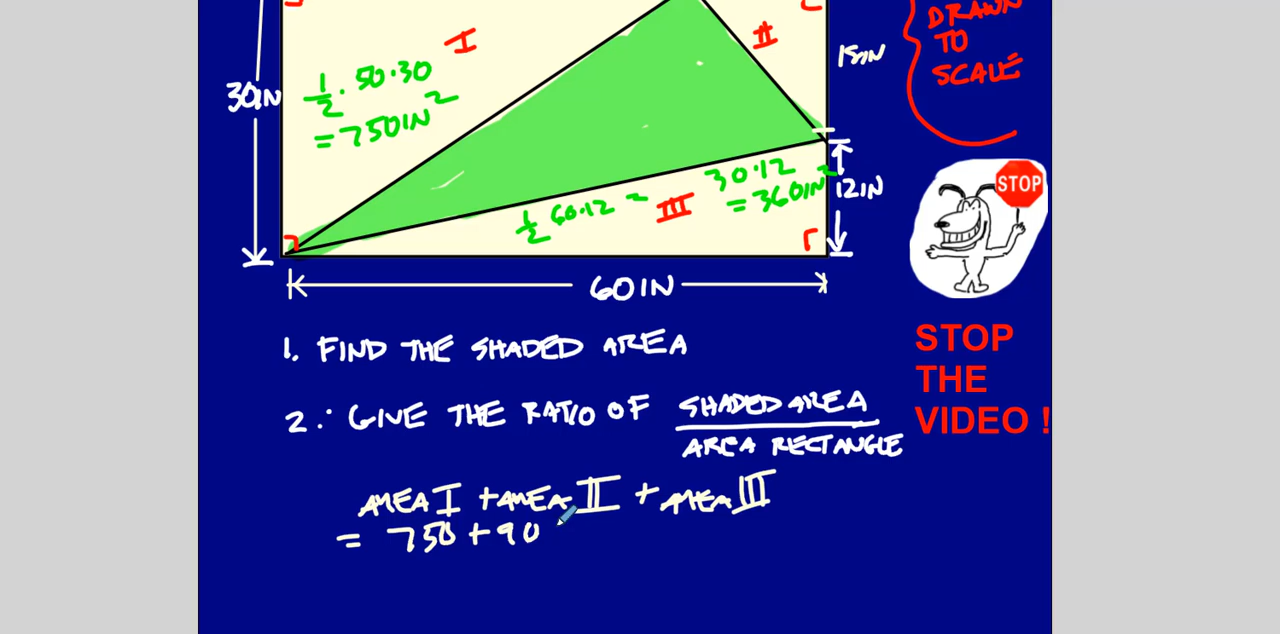 DRAWN
TO
SCALE
I
II
1/2 · 50·30
= 750IN²
30IN
12IN
1/2 60·12 =
III
30·12
= 360IN²
60IN
STOP
1. FIND THE SHADED AREA
2. GIVE THE RATIO OF SHADED AREA
AREA RECTANGLE
STOP
THE
VIDEO !
AREA I + AREA II + AREA III
= 750 + 90